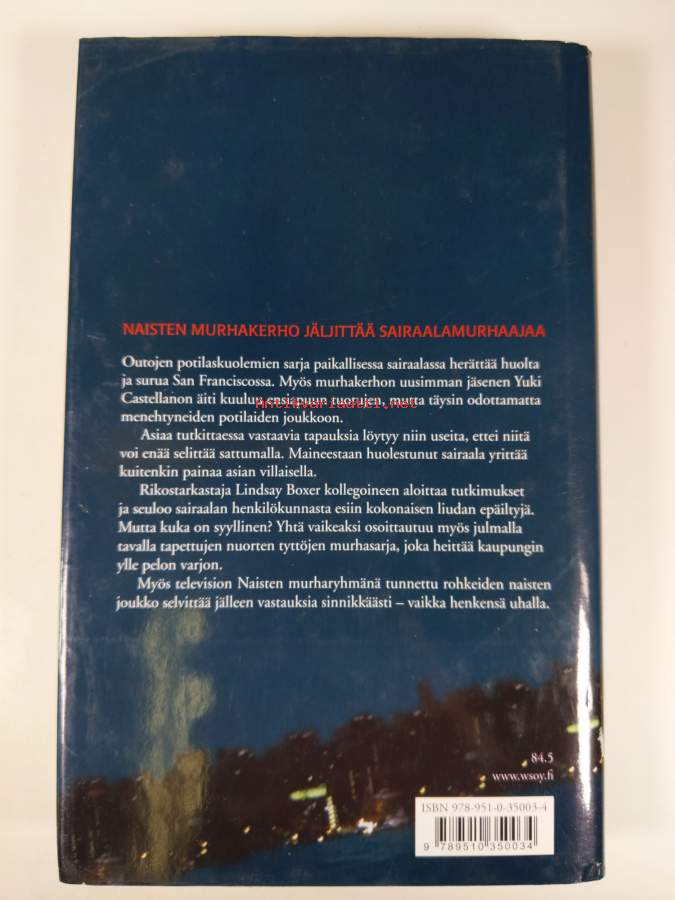 NAISTEN MURHAKERHO JÄLJITTÄÄ SAIRAALAMURHAAJAA
Outojen potilaskuolemien sarja paikallisessa sairaalassa herättää huolta
ja surua San Franciscossa. Myös murhakerhon uusimman jäsenen Yuki
Castellanon äiti kuuluu ensiapuun tuotujen, mutta täysin odottamatta
Antikvariaatit.net
menehtyneiden potilaiden joukkoon.
Asiaa tutkittaessa vastaavia tapauksia löytyy niin useita, ettei niitä
voi enää selittää sattumalla. Maineestaan huolestunut sairaala yrittää
kuitenkin painaa asian villaisella.
Rikostarkastaja Lindsay Boxer kollegoineen aloittaa tutkimukset
ja seuloo sairaalan henkilökunnasta esiin kokonaisen liudan epäiltyjä.
Mutta kuka on syyllinen? Yhtä vaikeaksi osoittautuu myös julmalla
tavalla tapettujen nuorten tyttöjen murhasarja, joka heittää kaupungin
ylle pelon varjon.
Myös television Naisten murharyhmänä tunnettu rohkeiden naisten
joukko selvittää jälleen vastauksia sinnikkäästi – vaikka henkensä uhalla.
84.5
www.wsoy.fi
ISBN 978-951-0-35003-4
9 789510 350034